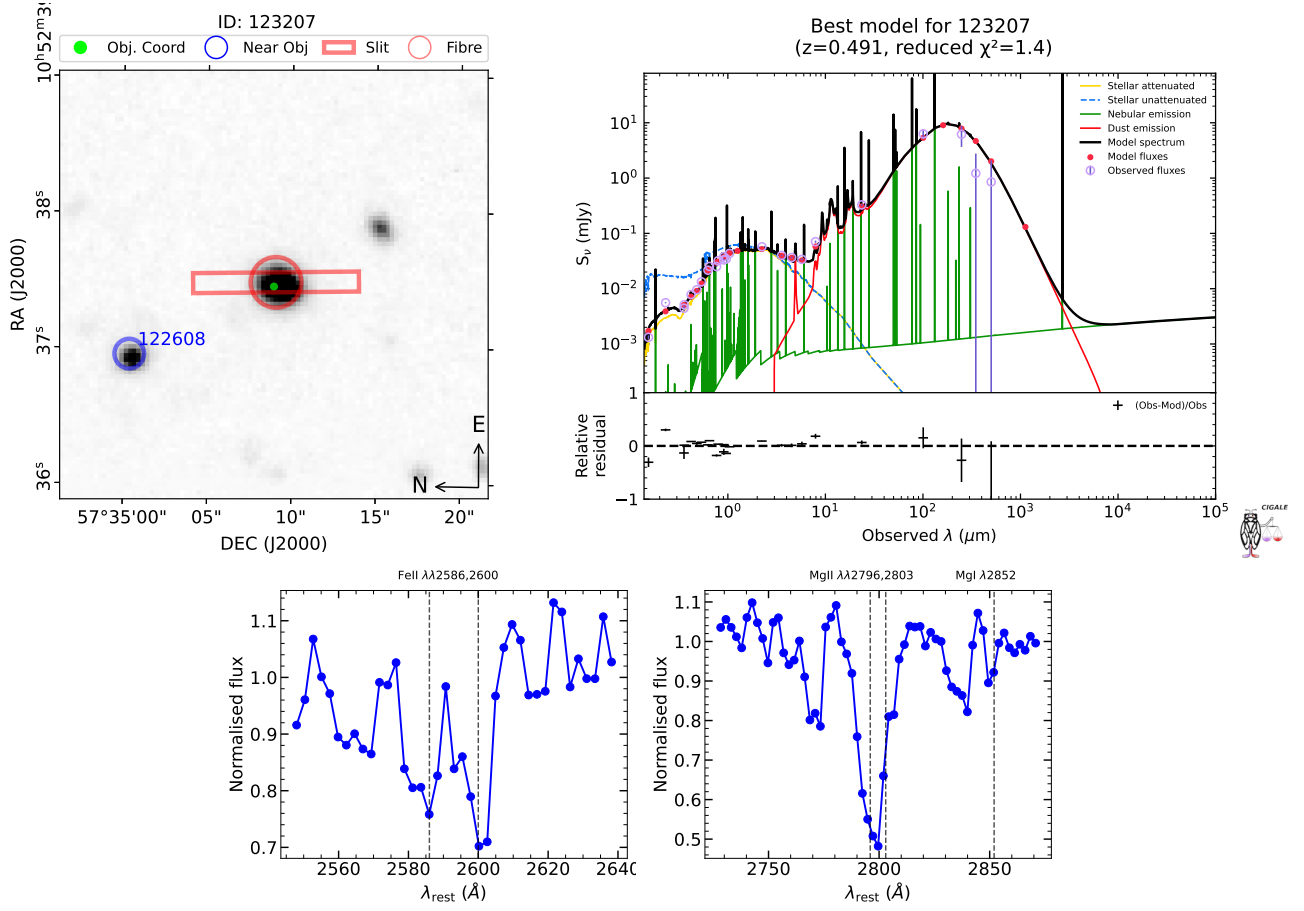 ID: 123207
Obj. Coord
Near Obj
Slit
Fibre
10ʰ52ᵐ39ˢ
38ˢ
37ˢ
36ˢ
RA (J2000)
122608
E
N
57°35'00"
05"
10"
15"
20"
DEC (J2000)
Best model for 123207
(z=0.491, reduced χ²=1.4)
Stellar attenuated
Stellar unattenuated
Nebular emission
Dust emission
Model spectrum
Model fluxes
Observed fluxes
10¹
10⁰
10⁻¹
10⁻²
10⁻³
Sᵥ (mJy)
1
0
−1
Relative
residual
(Obs-Mod)/Obs
10⁰
10¹
10²
10³
10⁴
10⁵
Observed λ (μm)
CIGALE
FeII λλ2586,2600
1.1
1.0
0.9
0.8
0.7
Normalised flux
2560
2580
2600
2620
2640
λrest (Å)
MgII λλ2796,2803
MgI λ2852
1.1
1.0
0.9
0.8
0.7
0.6
0.5
Normalised flux
2750
2800
2850
λrest (Å)